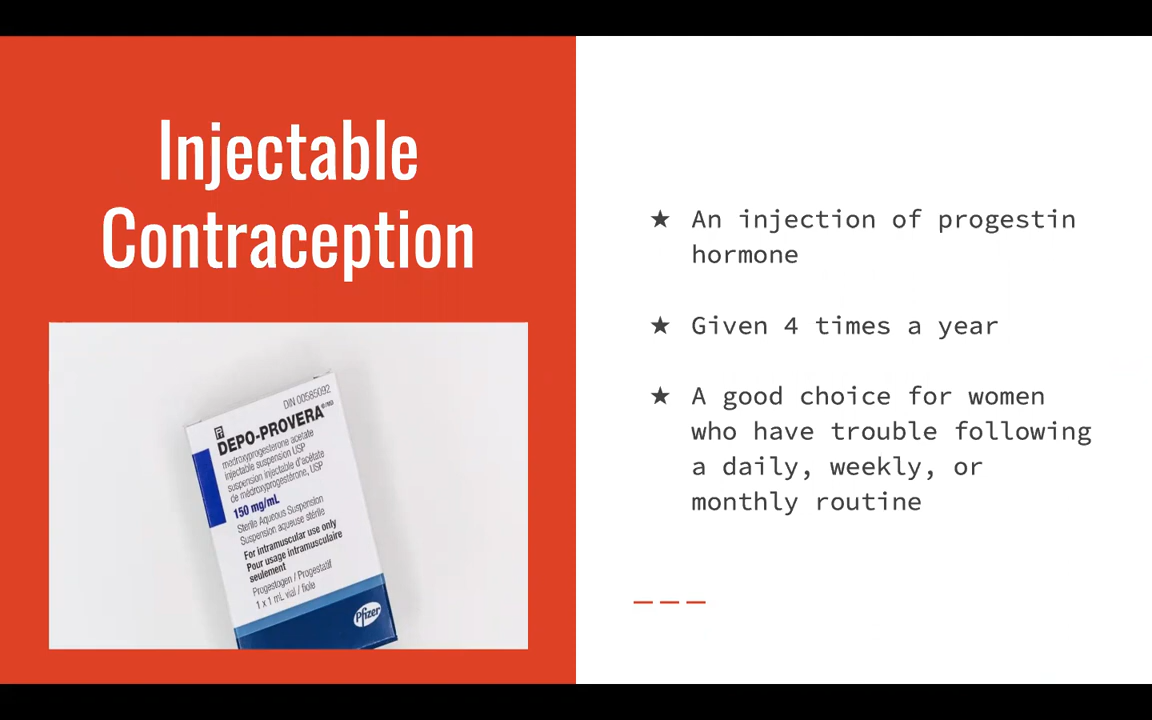 Injectable
Contraception
DIN 00585092
DEPO-PROVERA
medroxyprogesterone acetate
injectable suspension USP
suspension injectable d'acétate
de médroxyprogestérone, USP
150 mg/mL
Sterile Aqueous Suspension
Suspension aqueuse stérile
For intramuscular use only
Pour usage intramusculaire
seulement
Progestogen / Progestatif
1 x 1 mL vial / fiole
Pfizer
★ An injection of progestin
hormone
★ Given 4 times a year
★ A good choice for women
who have trouble following
a daily, weekly, or
monthly routine